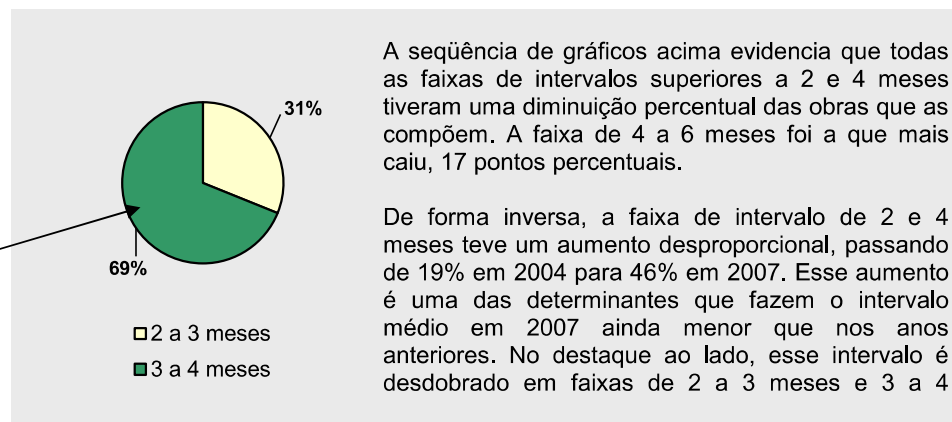 31%
69%
2 a 3 meses
3 a 4 meses
A seqüência de gráficos acima evidencia que todas
as faixas de intervalos superiores a 2 e 4 meses
tiveram uma diminuição percentual das obras que as
compõem. A faixa de 4 a 6 meses foi a que mais
caiu, 17 pontos percentuais.
De forma inversa, a faixa de intervalo de 2 e 4
meses teve um aumento desproporcional, passando
de 19% em 2004 para 46% em 2007. Esse aumento
é uma das determinantes que fazem o intervalo
médio em 2007 ainda menor que nos anos
anteriores. No destaque ao lado, esse intervalo é
desdobrado em faixas de 2 a 3 meses e 3 a 4